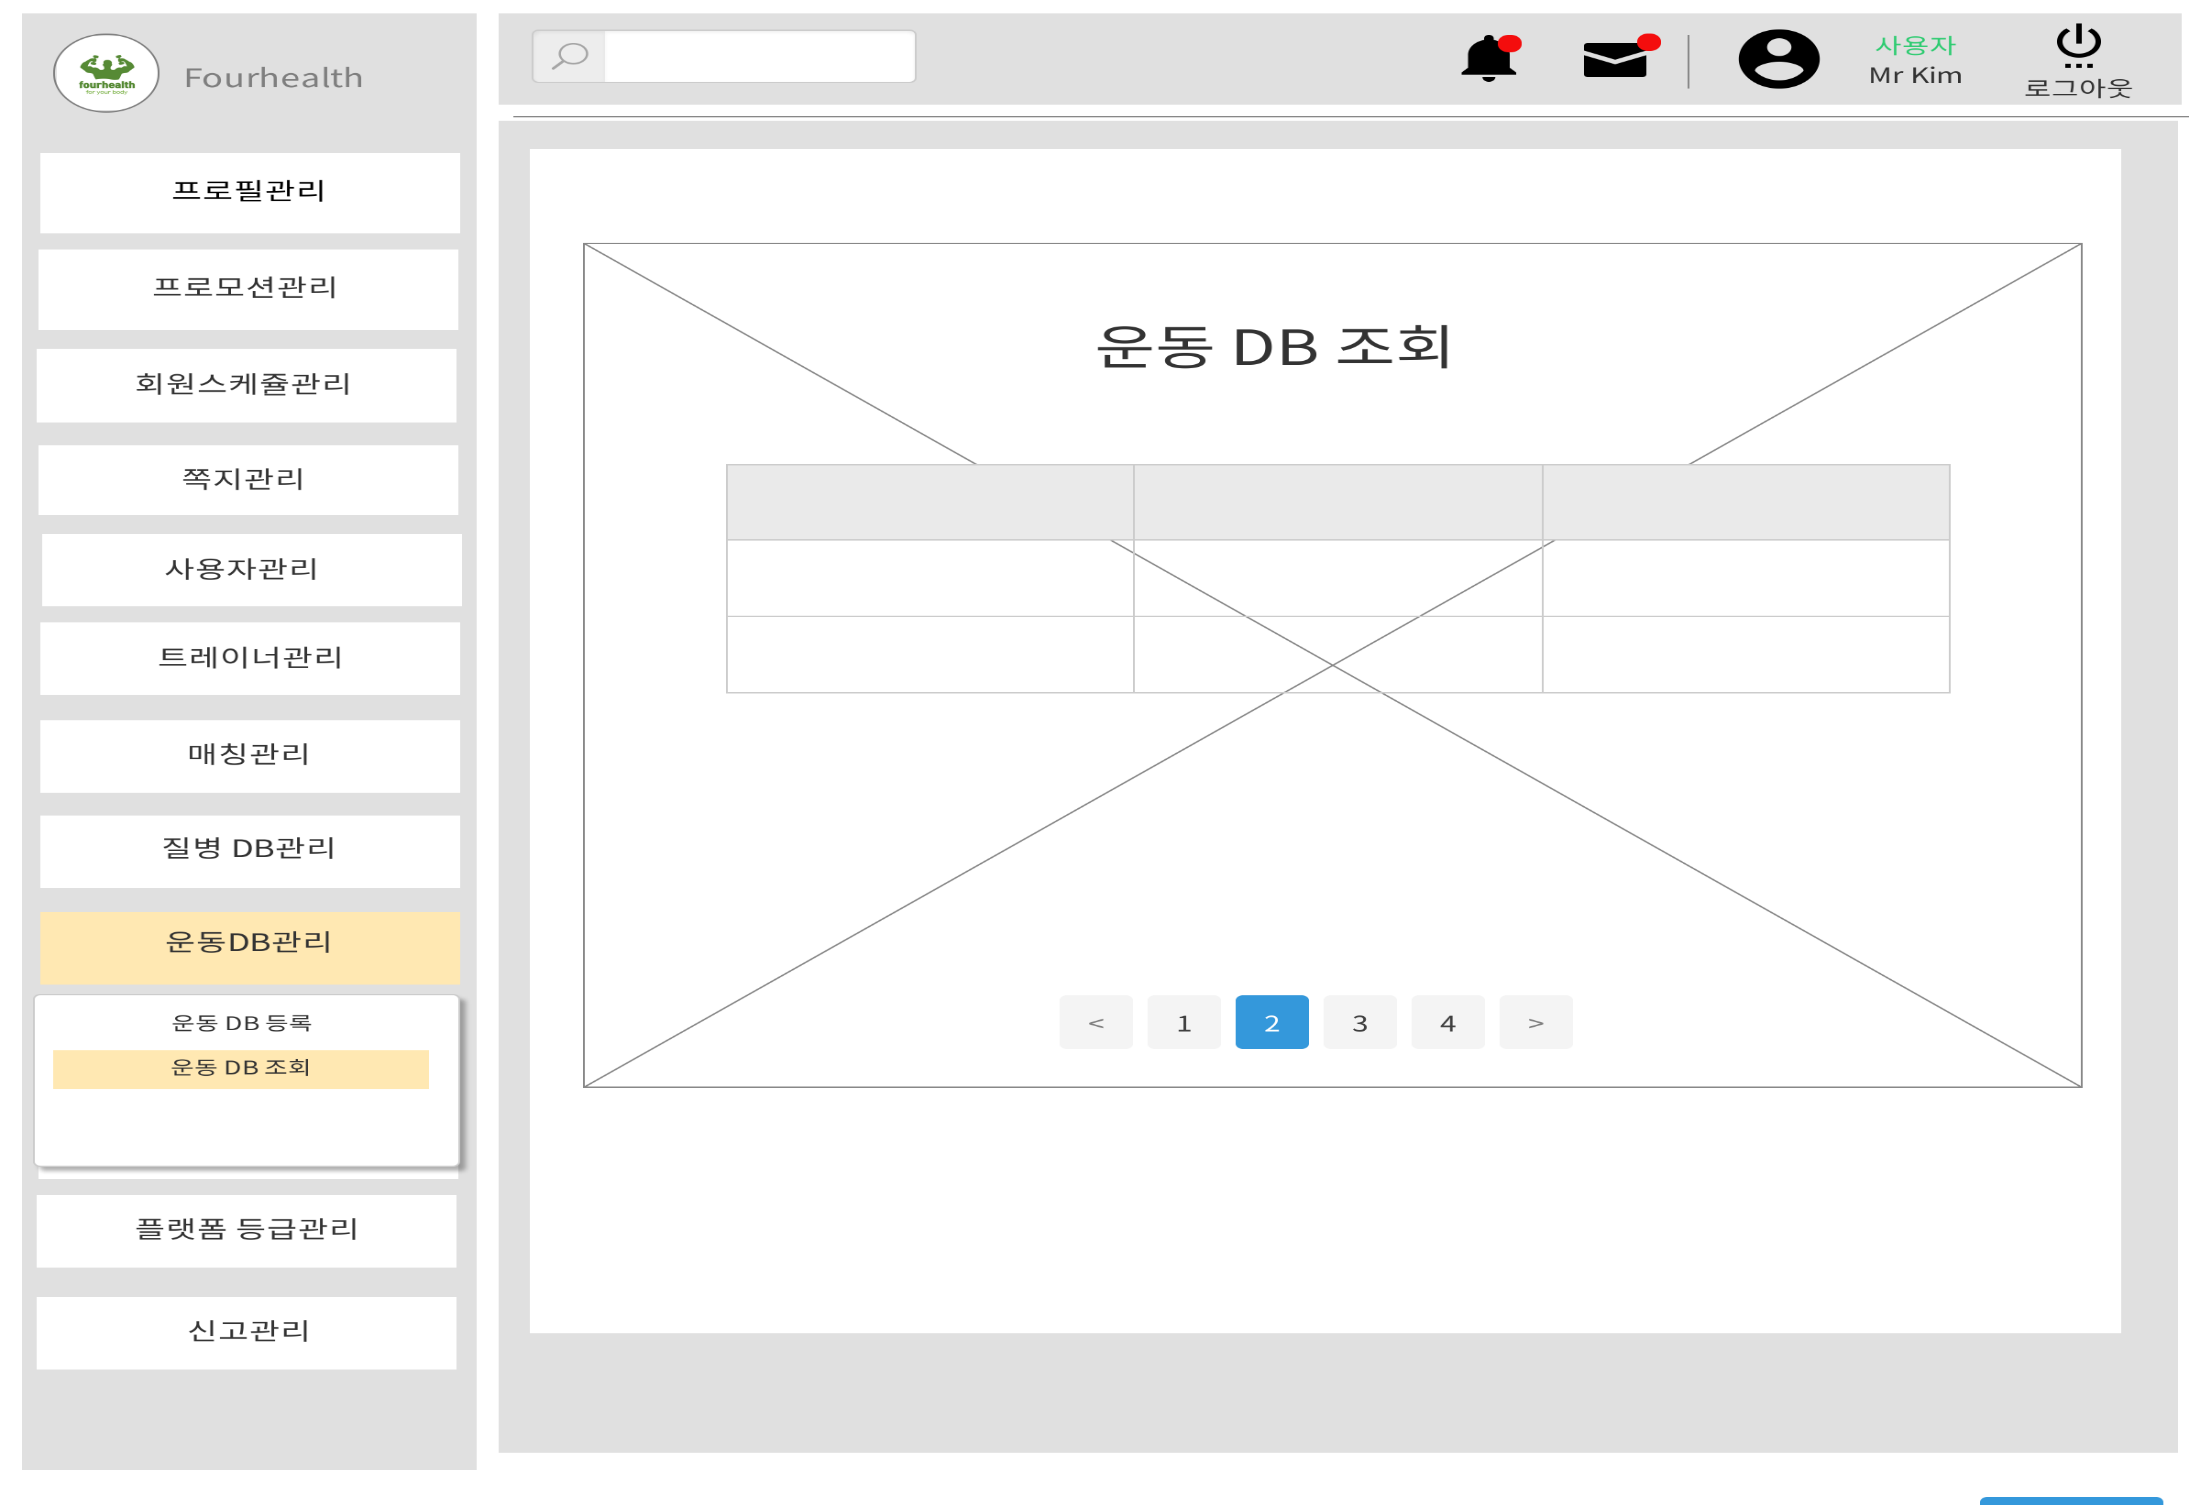 fourhealth
for your body
Fourhealth
사용자
Mr Kim
로그아웃
프로필관리
프로모션관리
회원스케쥴관리
쪽지관리
사용자관리
트레이너관리
매칭관리
질병 DB관리
운동DB관리
운동 DB 등록
운동 DB 조회
플랫폼 등급관리
신고관리
운동 DB 조회
< 1 2 3 4 >